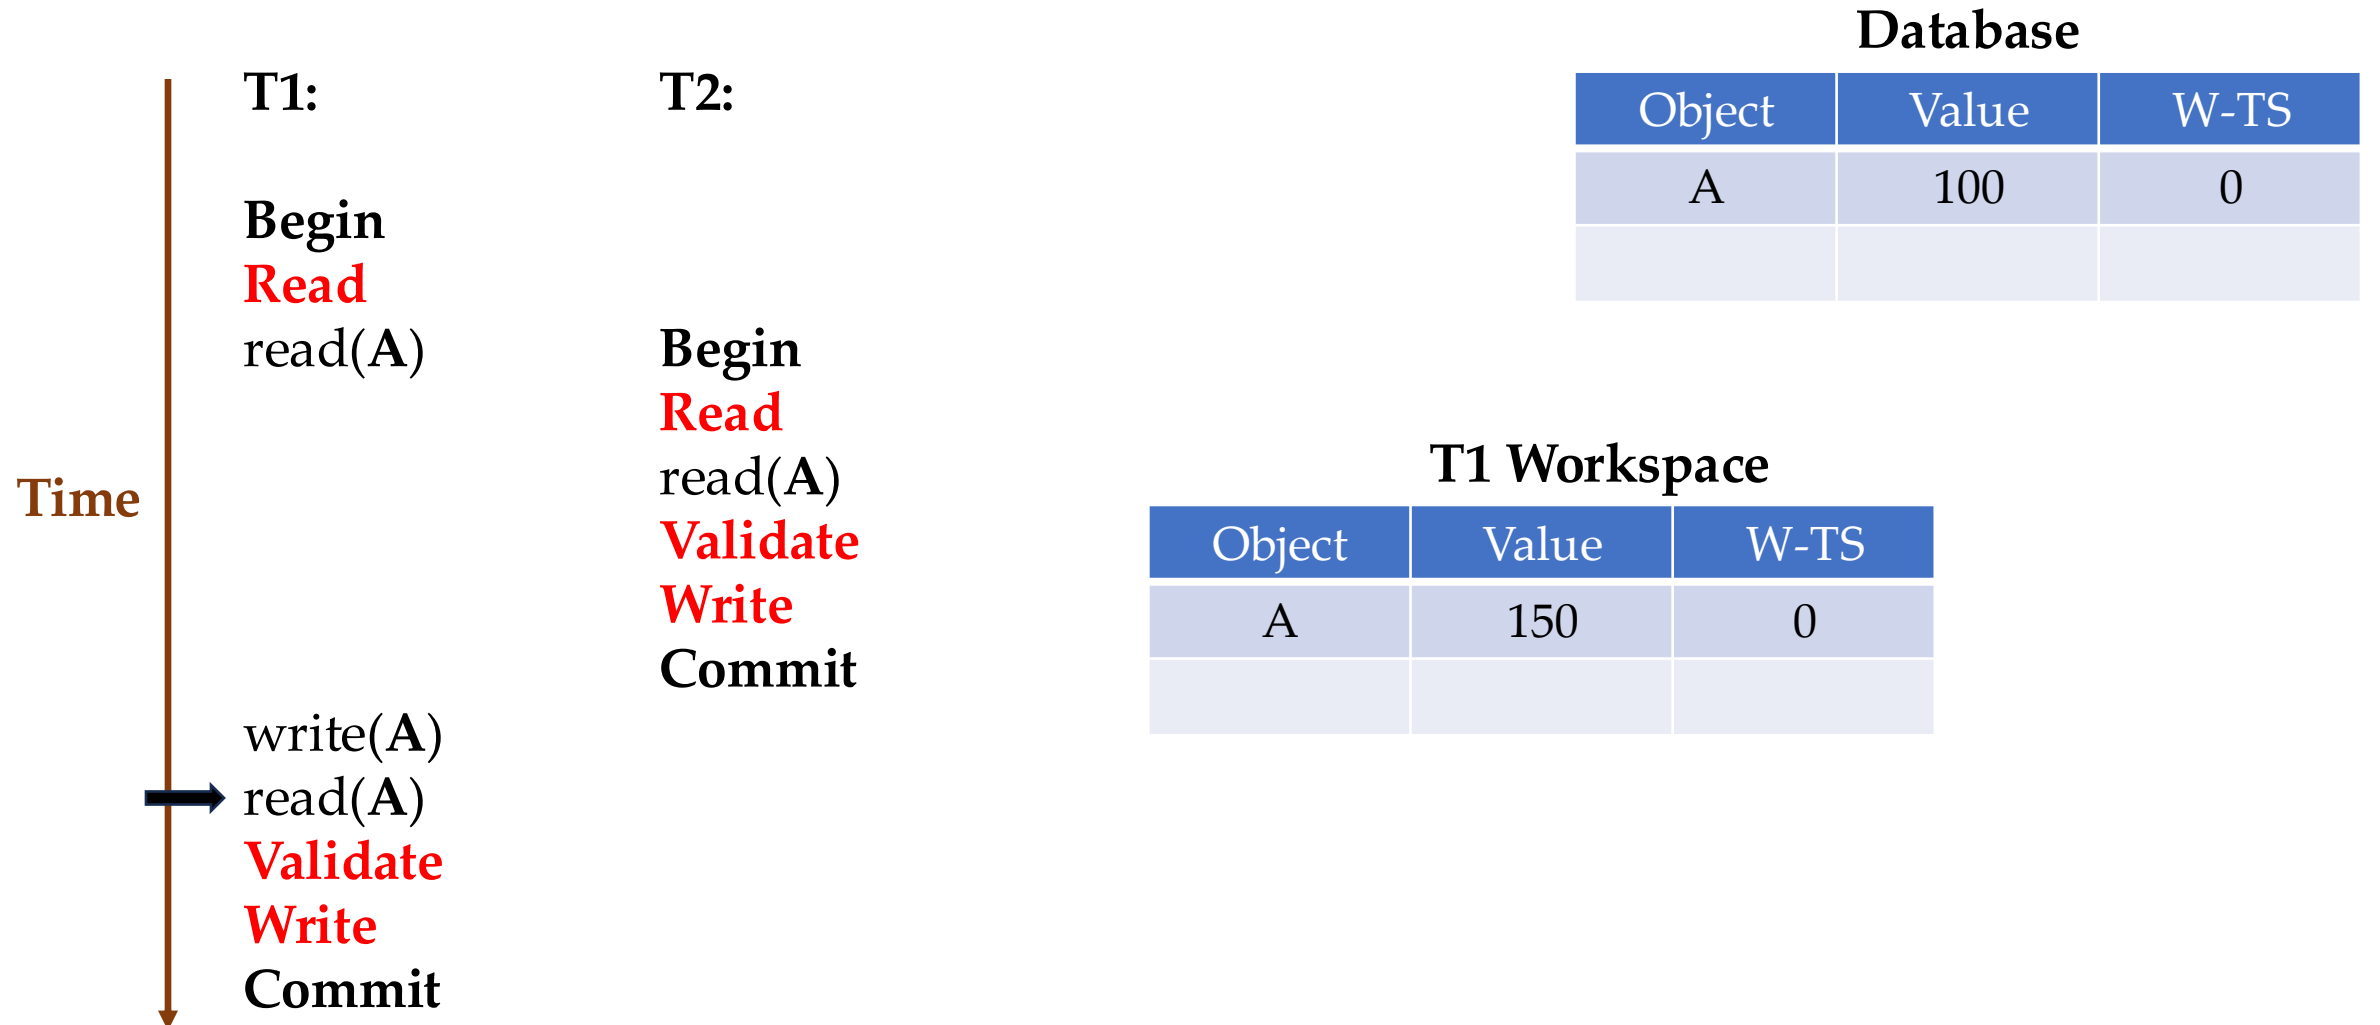 Database
T1: T2:
Object Value W-TS
A 100 0
Begin
Read
read(A) Begin
Read
T1 Workspace
read(A)
Time
Object Value W-TS
Validate
A 150 0
Write
Commit
write(A)
read(A)
Validate
Write
Commit